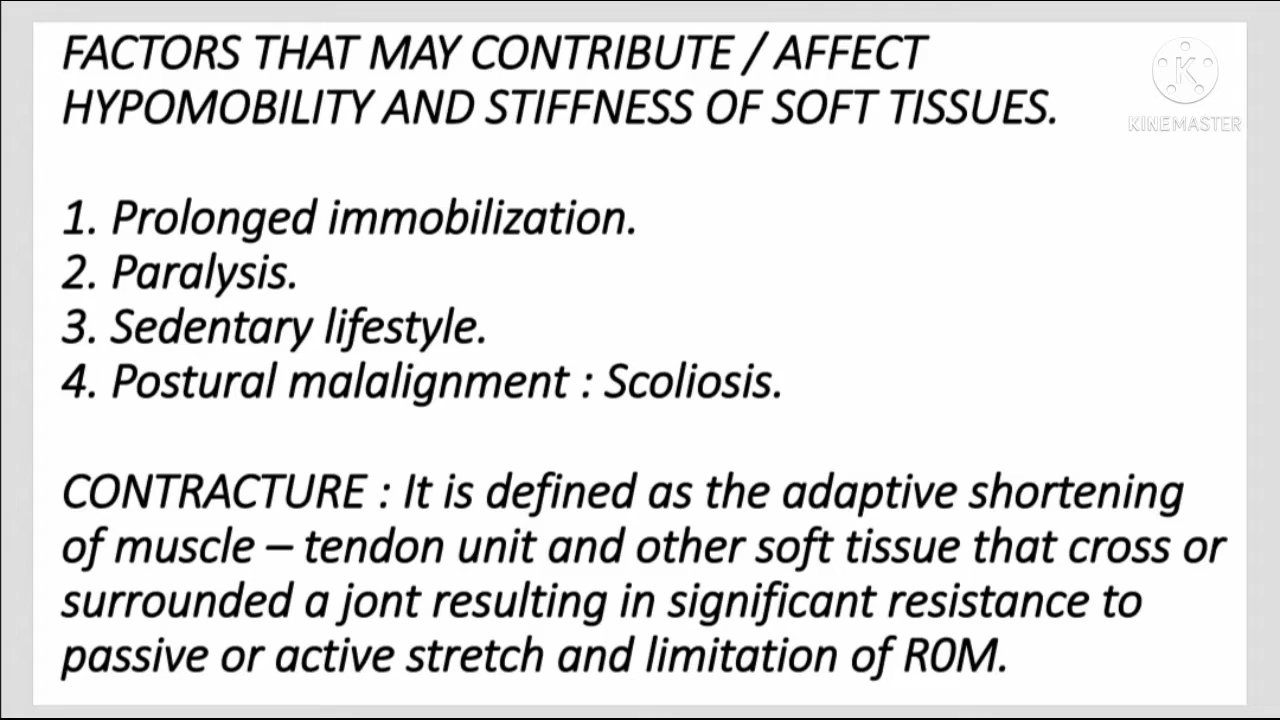 FACTORS THAT MAY CONTRIBUTE / AFFECT
HYPOMOBILITY AND STIFFNESS OF SOFT TISSUES.
K
KINEMASTER
1. Prolonged immobilization.
2. Paralysis.
3. Sedentary lifestyle.
4. Postural malalignment : Scoliosis.
CONTRACTURE : It is defined as the adaptive shortening
of muscle – tendon unit and other soft tissue that cross or
surrounded a jont resulting in significant resistance to
passive or active stretch and limitation of R0M.